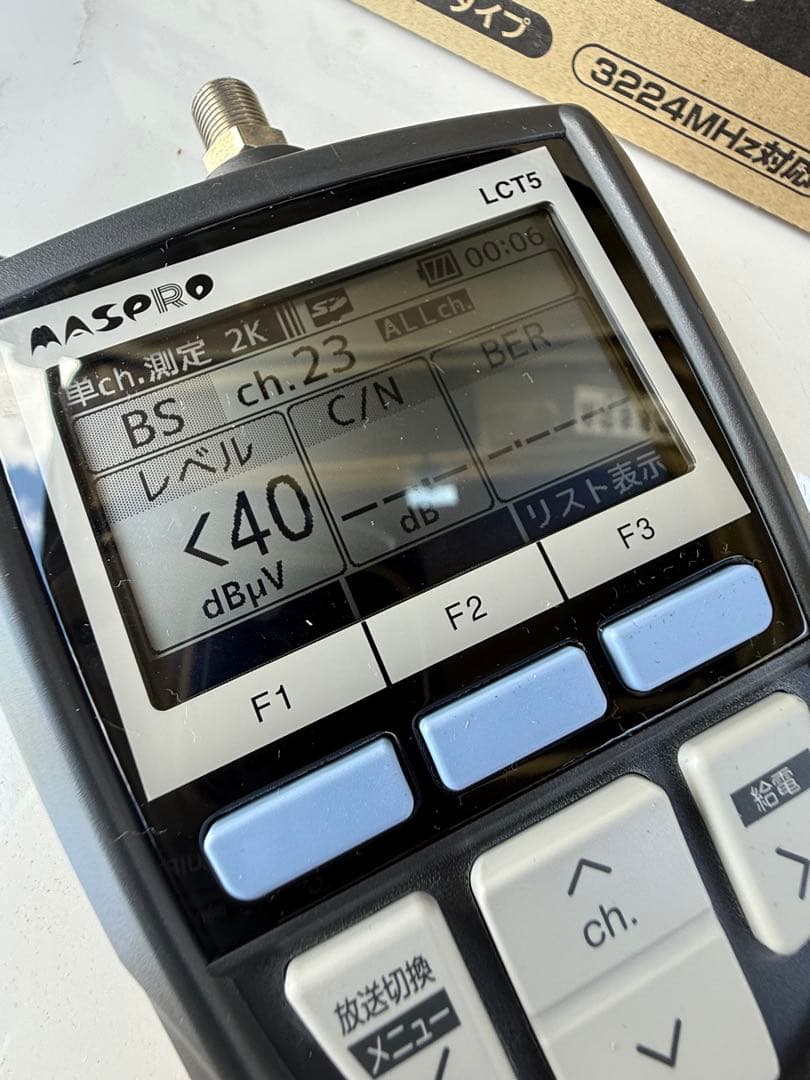 タイプ
3224MHz対応
LCT5
MASPRO
00:06
単ch.測定 2K SD
BS ch.23 ALLch.
レベル C/N BER
<40
dBμV dB リスト表示
F1 F2 F3
給電
ch.
放送切換
メニュー